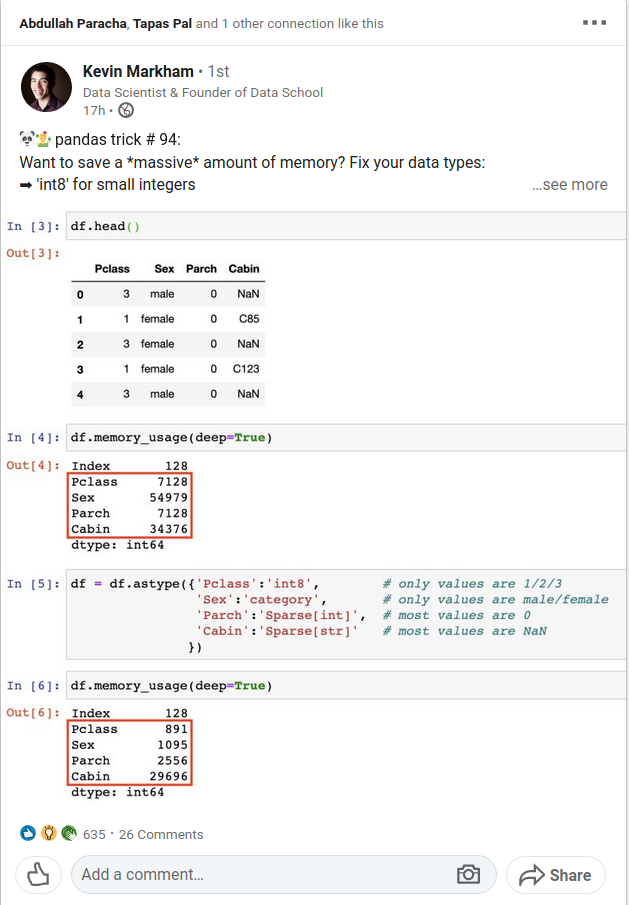 Abdullah Paracha, Tapas Pal and 1 other connection like this
Kevin Markham • 1st
Data Scientist & Founder of Data School
17h •
pandas trick # 94:
Want to save a *massive* amount of memory? Fix your data types:
➡ 'int8' for small integers
...see more
In [3]: df.head()
Out[3]:
Pclass Sex Parch Cabin
0 3 male 0 NaN
1 1 female 0 C85
2 3 female 0 NaN
3 1 female 0 C123
4 3 male 0 NaN
In [4]: df.memory_usage(deep=True)
Out[4]: Index 128
Pclass 7128
Sex 54979
Parch 7128
Cabin 34376
dtype: int64
In [5]: df = df.astype({'Pclass':'int8', # only values are 1/2/3
'Sex':'category', # only values are male/female
'Parch':'Sparse[int]', # most values are 0
'Cabin':'Sparse[str]' # most values are NaN
})
In [6]: df.memory_usage(deep=True)
Out[6]: Index 128
Pclass 891
Sex 1095
Parch 2556
Cabin 29696
dtype: int64
635 · 26 Comments
Add a comment...
Share